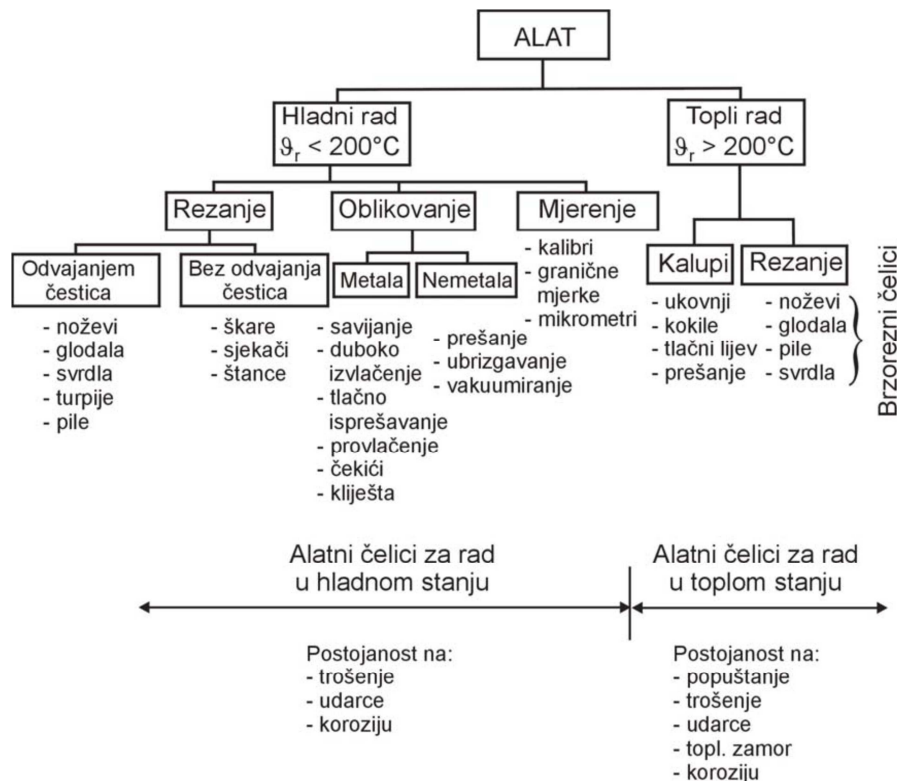 ALAT
Hladni rad
ϑr < 200°C
Topli rad
ϑr > 200°C
Rezanje
Oblikovanje
Mjerenje
- kalibri
- granične
mjerke
- mikrometri
Odvajanjem
čestica
- noževi
- glodala
- svrdla
- turpije
- pile
Bez odvajanja
čestica
- škare
- sjekači
- štance
Metala
- savijanje
- duboko
izvlačenje
- tlačno
isprešavanje
- provlačenje
- čekići
- kliješta
Nemetala
- prešanje
- ubrizgavanje
- vakuumiranje
Kalupi
- ukovnji
- kokile
- tlačni lijev
- prešanje
Rezanje
- noževi
- glodala
- pile
- svrdla
Brzorezni čelici
Alatni čelici za rad
u hladnom stanju
Alatni čelici za rad
u toplom stanju
Postojanost na:
- trošenje
- udarce
- koroziju
Postojanost na:
- popuštanje
- trošenje
- udarce
- topl. zamor
- koroziju